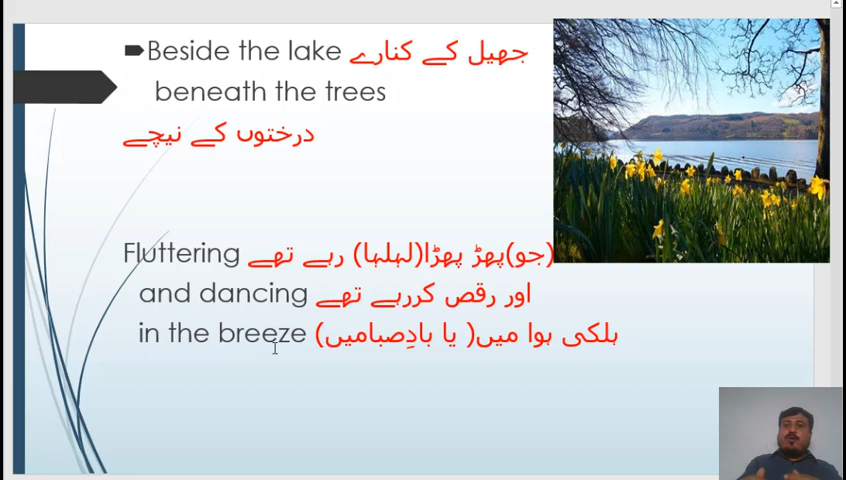 Beside the lake جھیل کے کنارے
beneath the trees
درختوں کے نیچے
Fluttering (جو)پھڑ پھڑا(لہلہا) رہے تھے
and dancing اور رقص کررہے تھے
in the breeze ہلکی ہوا میں( یا بادِصبامیں)